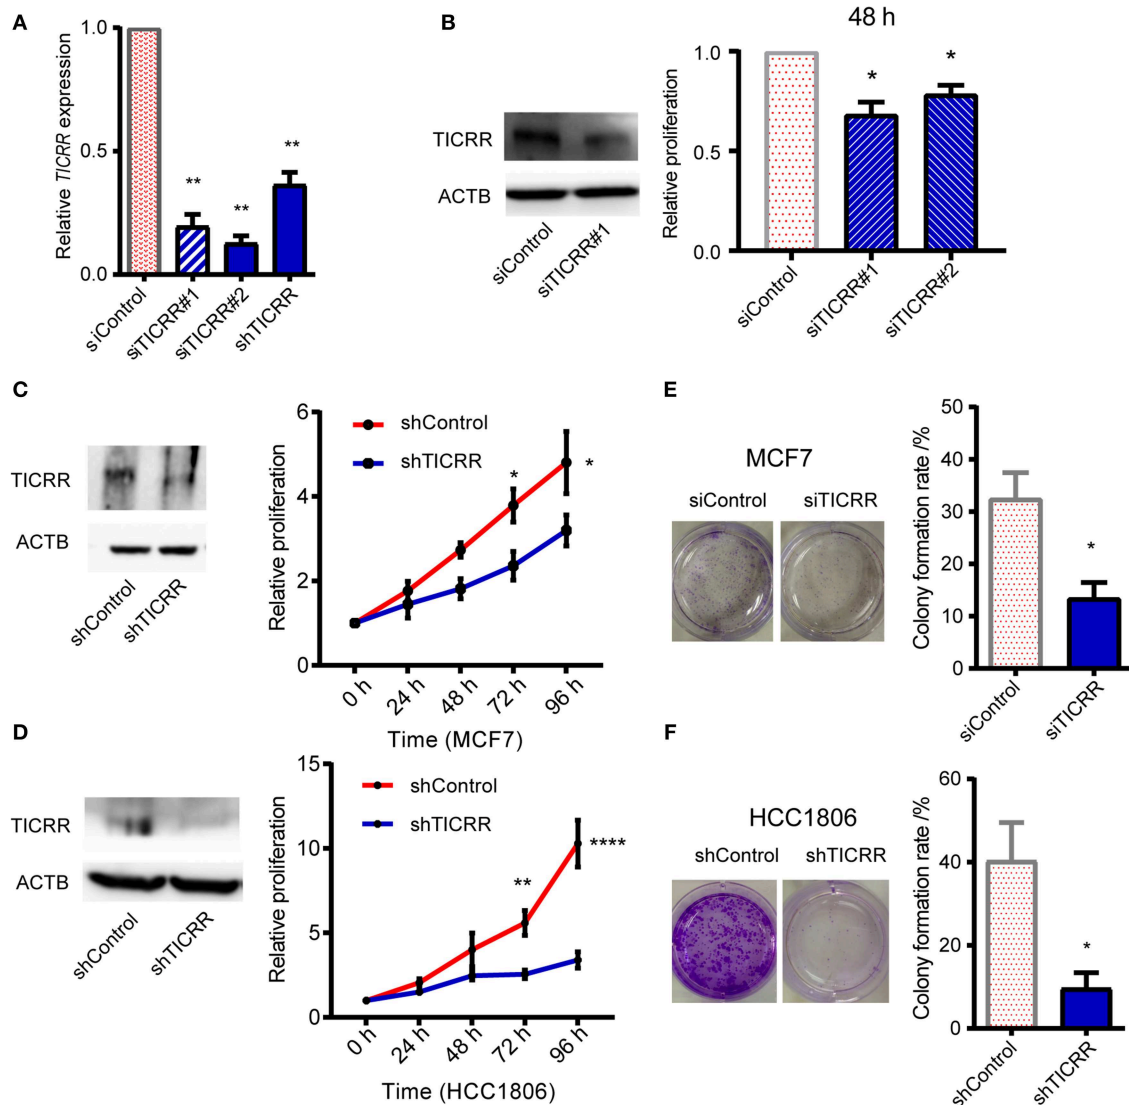 A
Relative TICRR expression
1.0
0.5
0.0
**
**
**
siControl
siTICRR#1
siTICRR#2
shTICRR
B
TICRR
ACTB
siControl
siTICRR#1
48 h
Relative proliferation
1.0
0.5
0.0
*
*
siControl
siTICRR#1
siTICRR#2
C
TICRR
ACTB
shControl
shTICRR
Relative proliferation
6
4
2
0
shControl
shTICRR
*
*
0 h
24 h
48 h
72 h
96 h
Time (MCF7)
D
TICRR
ACTB
shControl
shTICRR
Relative proliferation
15
10
5
0
shControl
shTICRR
**
****
0 h
24 h
48 h
72 h
96 h
Time (HCC1806)
E
MCF7
siControl
siTICRR
Colony formation rate /%
50
40
30
20
10
0
*
siControl
siTICRR
F
HCC1806
shControl
shTICRR
Colony formation rate /%
60
40
20
0
*
shControl
shTICRR